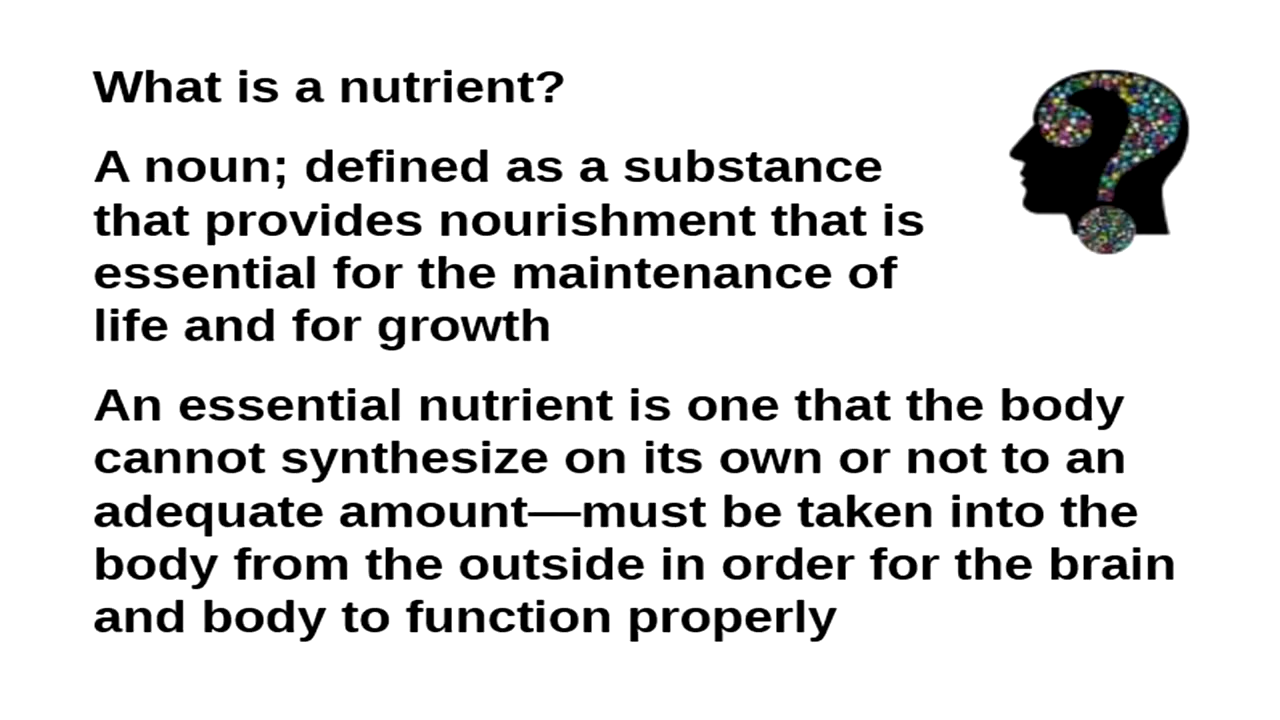 What is a nutrient?
A noun; defined as a substance
that provides nourishment that is
essential for the maintenance of
life and for growth
An essential nutrient is one that the body
cannot synthesize on its own or not to an
adequate amount—must be taken into the
body from the outside in order for the brain
and body to function properly